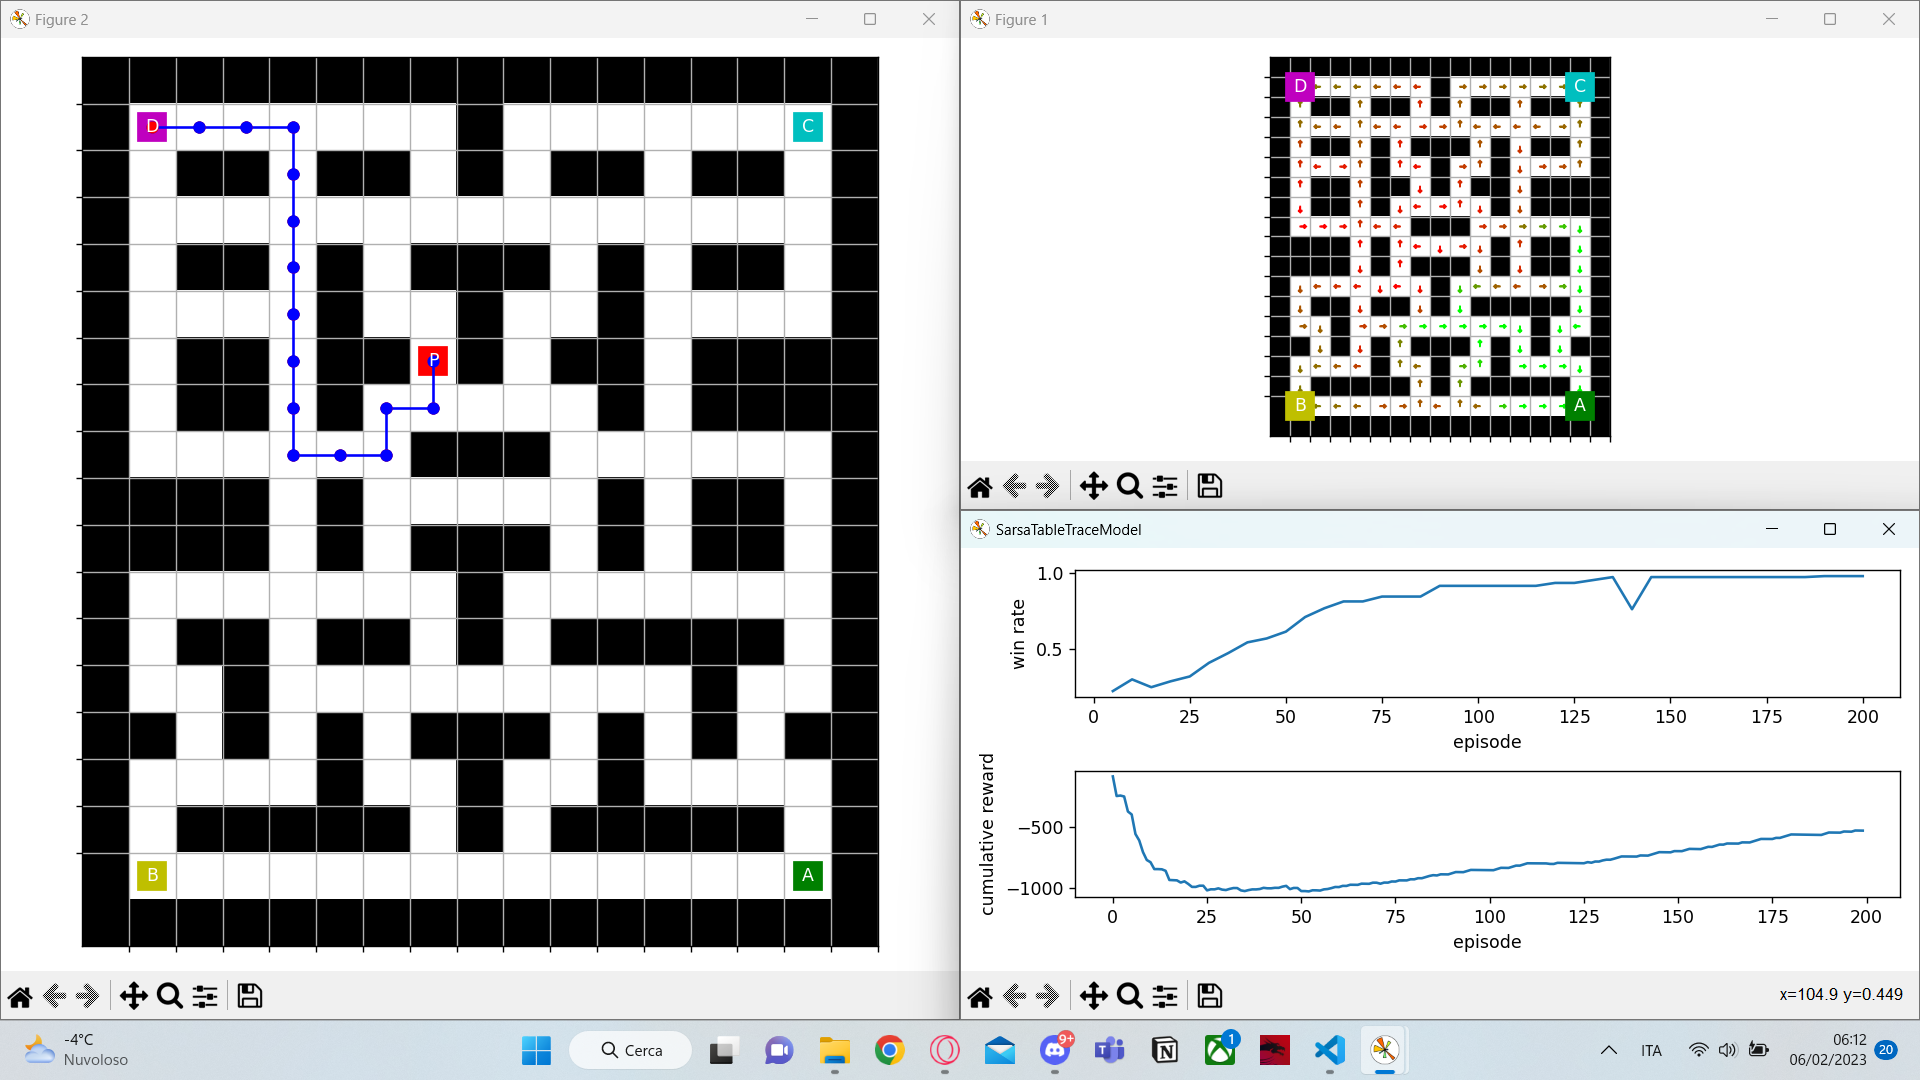 Figure 2
D
C
P
B
A
Figure 1
D
C
B
A
SarsaTableTraceModel
1.0
0.5
win rate
0 25 50 75 100 125 150 175 200
episode
−500
−1000
cumulative reward
0 25 50 75 100 125 150 175 200
episode
x=104.9 y=0.449
-4°C
Nuvoloso
Cerca
9+
1
ITA
06:12
06/02/2023
20